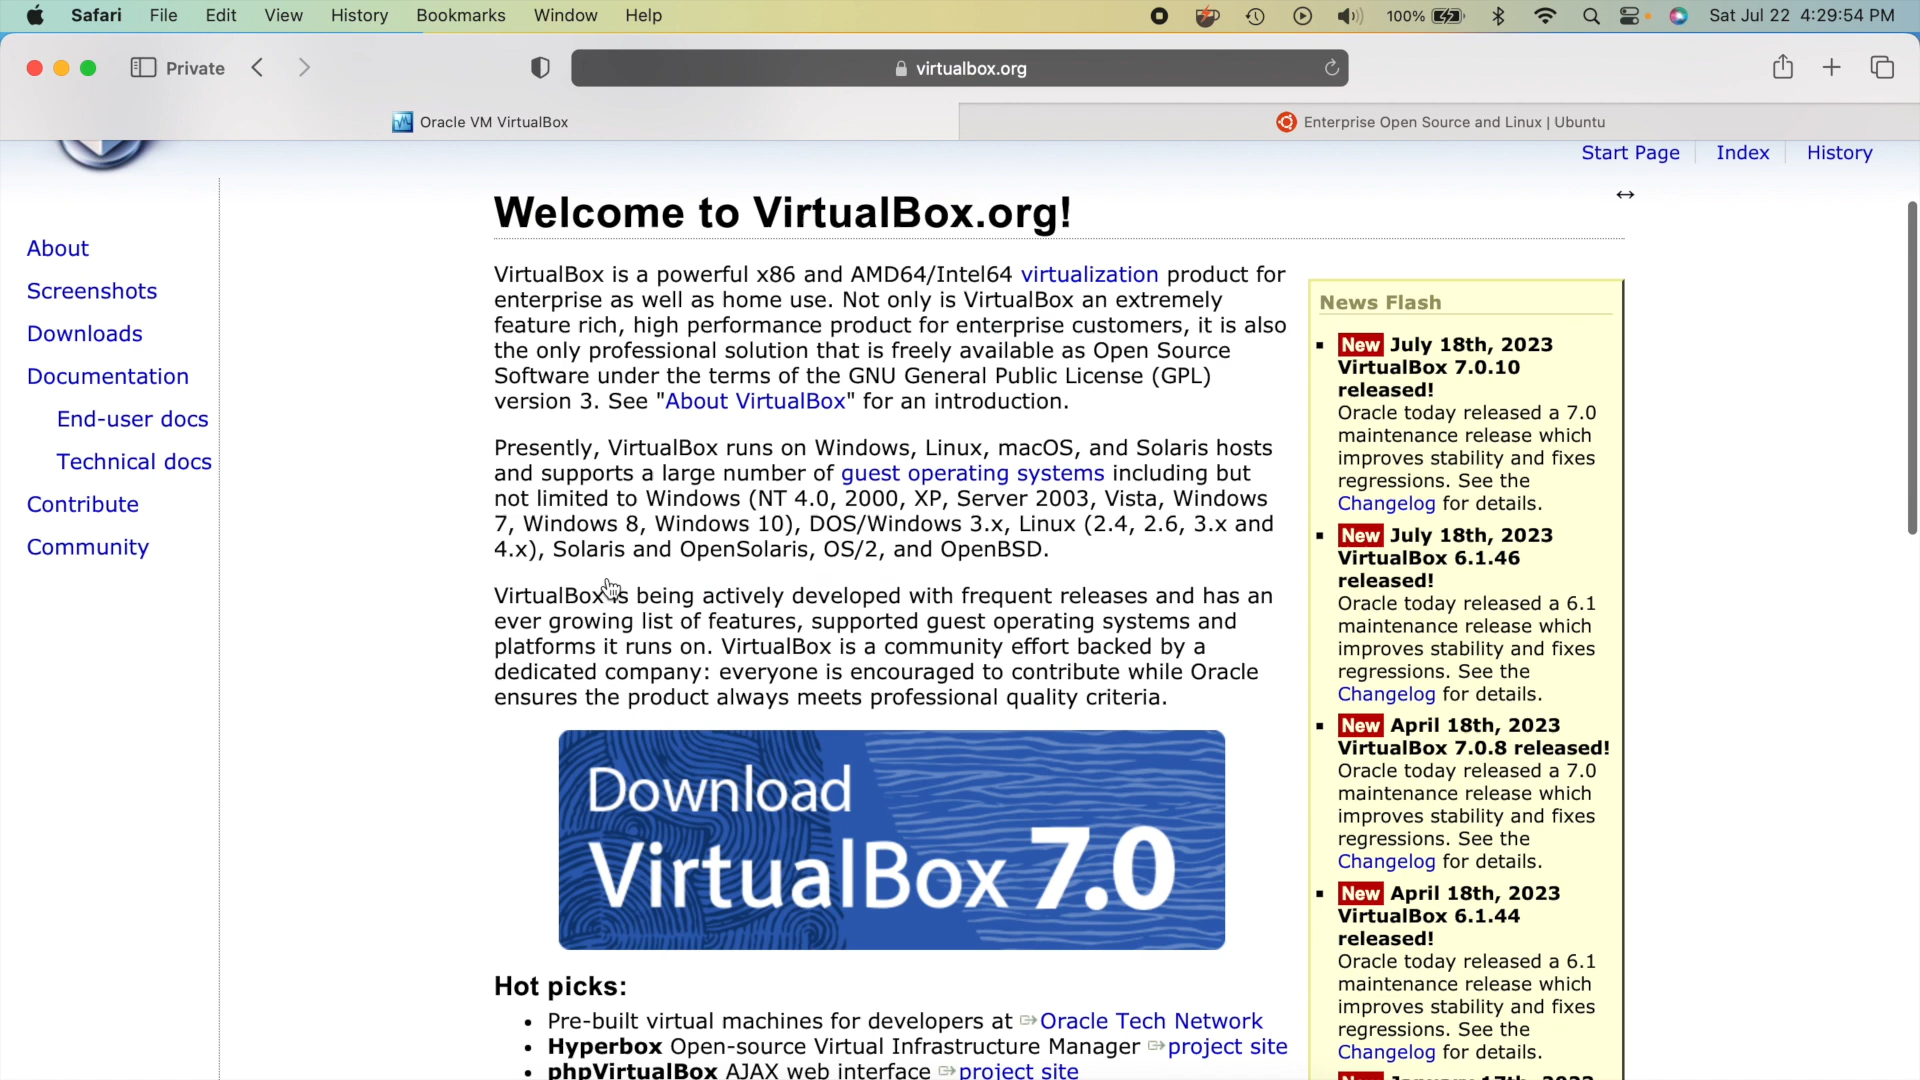 Safari File Edit View History Bookmarks Window Help 100% Sat Jul 22 4:29:54 PM
Private virtualbox.org
Oracle VM VirtualBox
Enterprise Open Source and Linux | Ubuntu
Start Page Index History
About
Screenshots
Downloads
Documentation
End-user docs
Technical docs
Contribute
Community
Welcome to VirtualBox.org!
VirtualBox is a powerful x86 and AMD64/Intel64 virtualization product for
enterprise as well as home use. Not only is VirtualBox an extremely
feature rich, high performance product for enterprise customers, it is also
the only professional solution that is freely available as Open Source
Software under the terms of the GNU General Public License (GPL)
version 3. See "About VirtualBox" for an introduction.
Presently, VirtualBox runs on Windows, Linux, macOS, and Solaris hosts
and supports a large number of guest operating systems including but
not limited to Windows (NT 4.0, 2000, XP, Server 2003, Vista, Windows
7, Windows 8, Windows 10), DOS/Windows 3.x, Linux (2.4, 2.6, 3.x and
4.x), Solaris and OpenSolaris, OS/2, and OpenBSD.
VirtualBox is being actively developed with frequent releases and has an
ever growing list of features, supported guest operating systems and
platforms it runs on. VirtualBox is a community effort backed by a
dedicated company: everyone is encouraged to contribute while Oracle
ensures the product always meets professional quality criteria.
Download
VirtualBox 7.0
Hot picks:
• Pre-built virtual machines for developers at Oracle Tech Network
• Hyperbox Open-source Virtual Infrastructure Manager project site
• phpVirtualBox AJAX web interface project site
News Flash
New July 18th, 2023
VirtualBox 7.0.10
released!
Oracle today released a 7.0
maintenance release which
improves stability and fixes
regressions. See the
Changelog for details.
New July 18th, 2023
VirtualBox 6.1.46
released!
Oracle today released a 6.1
maintenance release which
improves stability and fixes
regressions. See the
Changelog for details.
New April 18th, 2023
VirtualBox 7.0.8 released!
Oracle today released a 7.0
maintenance release which
improves stability and fixes
regressions. See the
Changelog for details.
New April 18th, 2023
VirtualBox 6.1.44
released!
Oracle today released a 6.1
maintenance release which
improves stability and fixes
regressions. See the
Changelog for details.